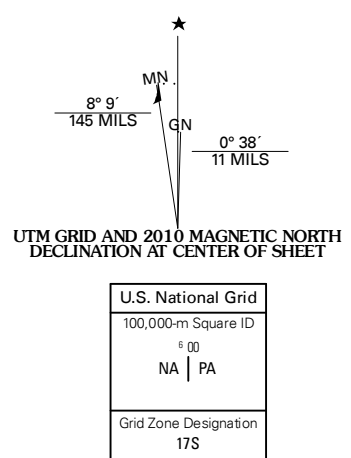 ★
MN
8° 9´
145 MILS
GN
0° 38´
11 MILS
UTM GRID AND 2010 MAGNETIC NORTH
DECLINATION AT CENTER OF SHEET
U.S. National Grid
100,000-m Square ID
6 00
NA | PA
Grid Zone Designation
17S